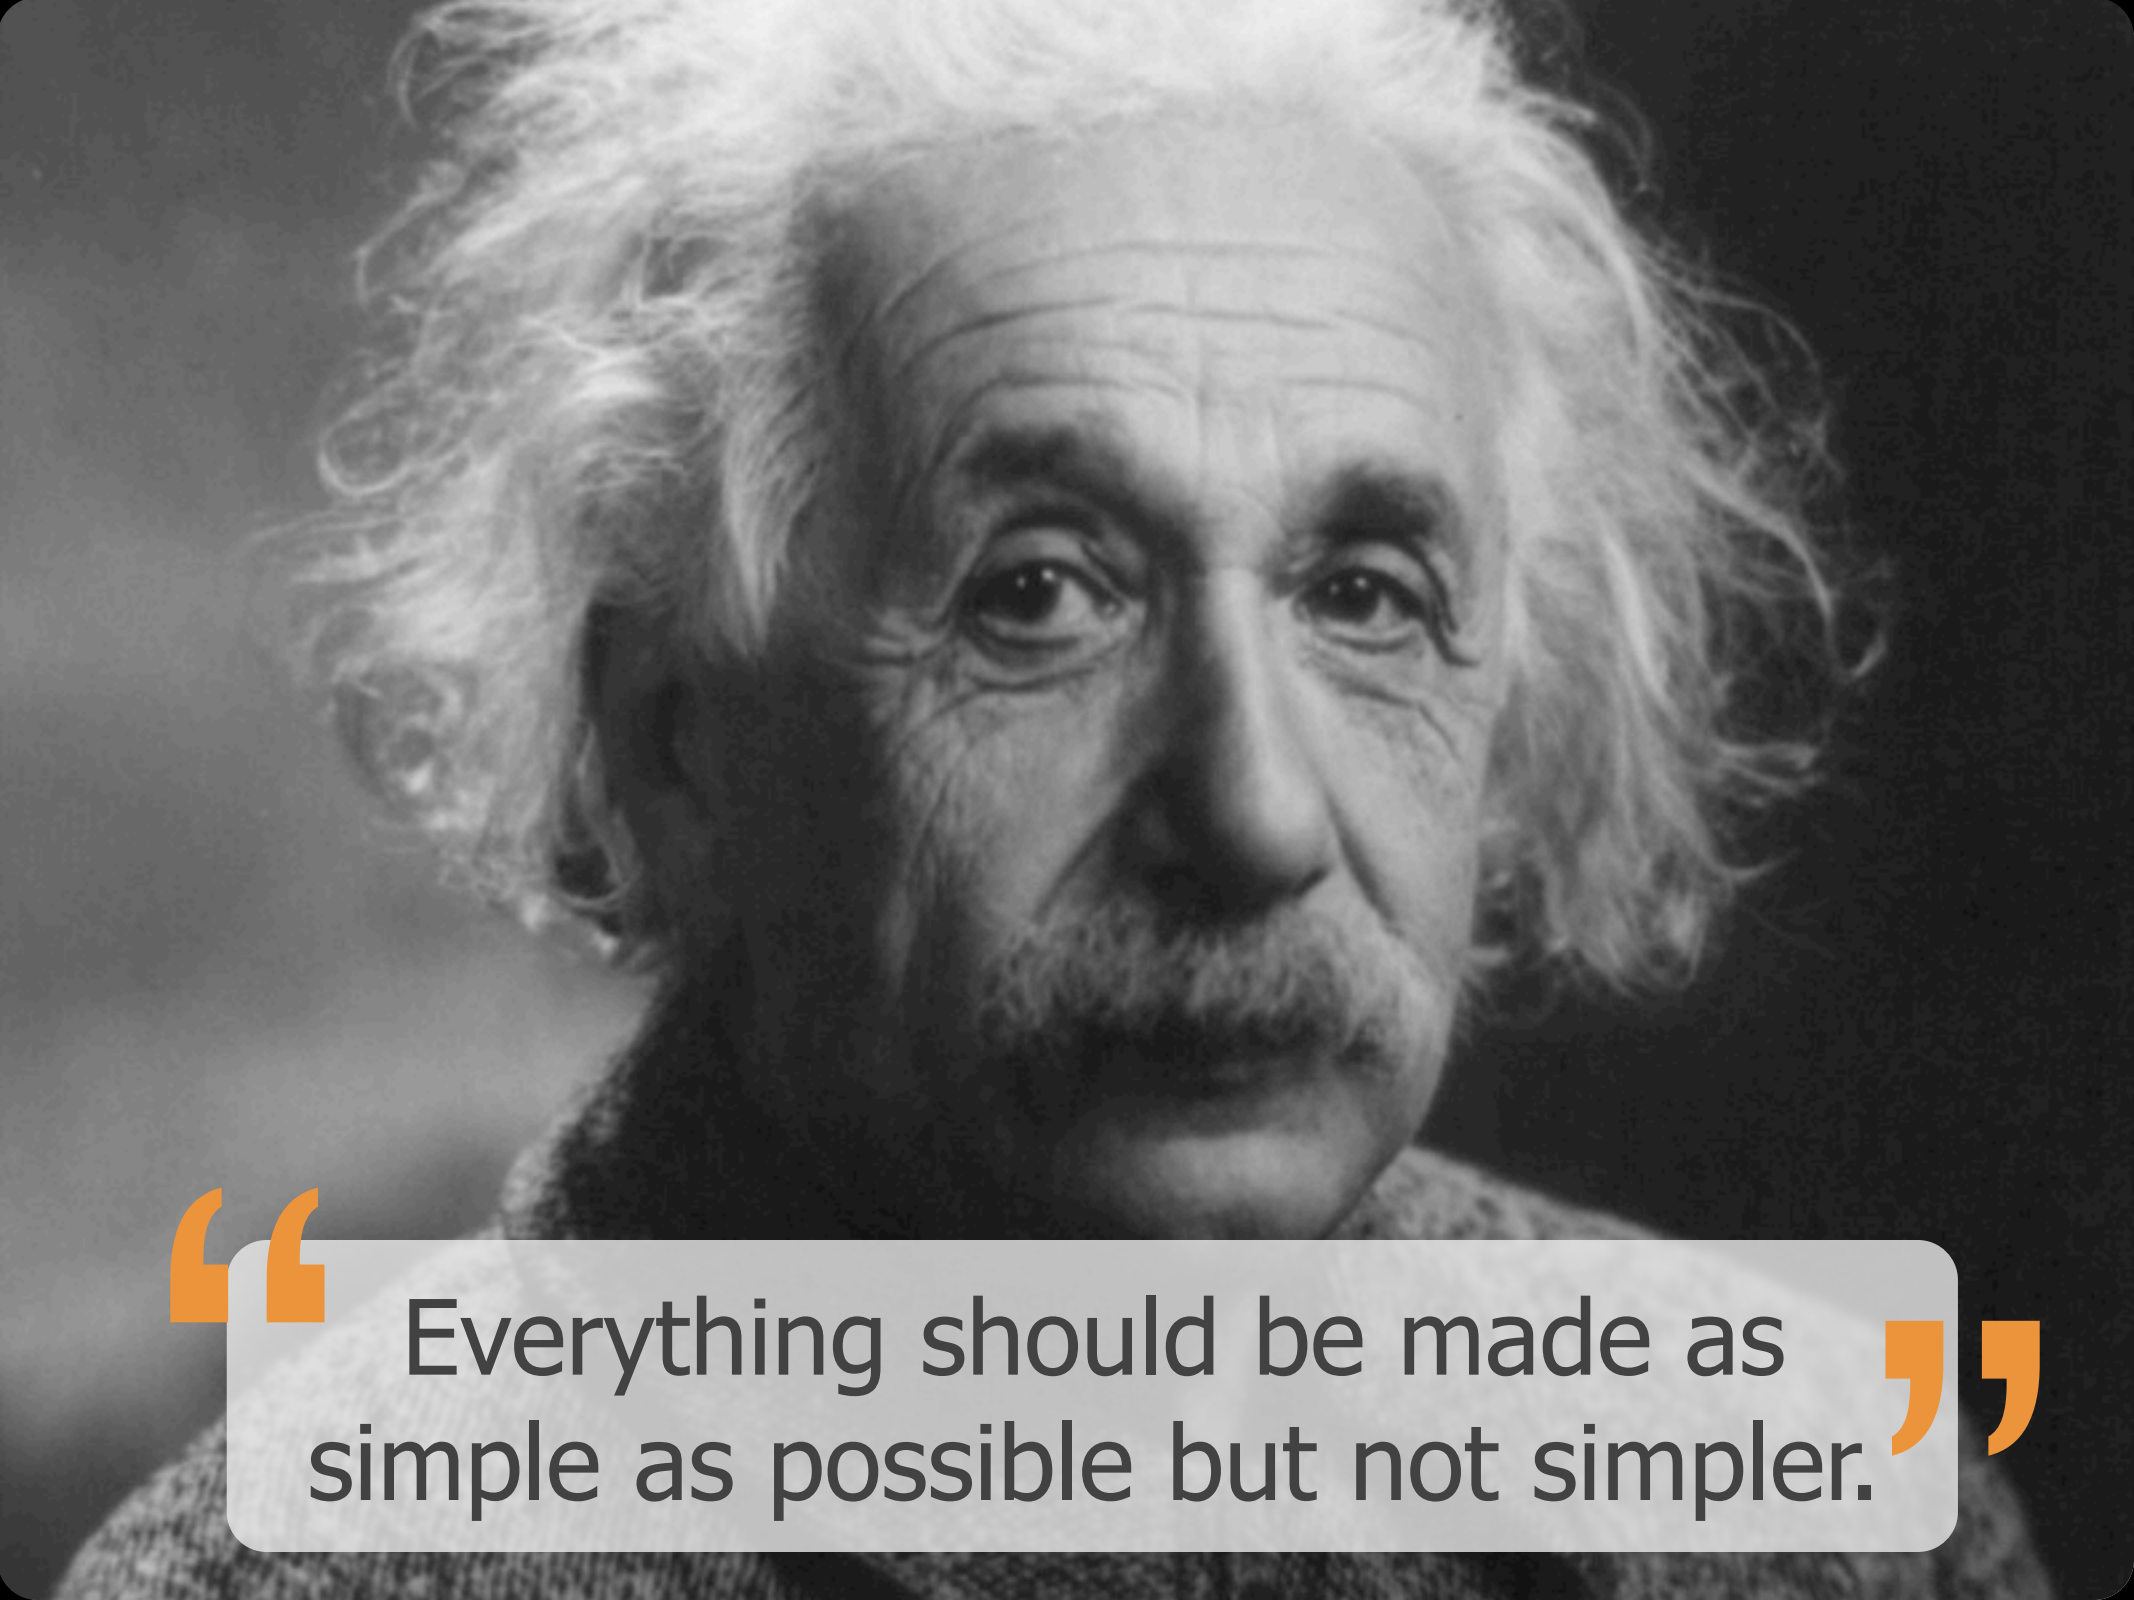 “Everything should be made as
simple as possible but not simpler.”